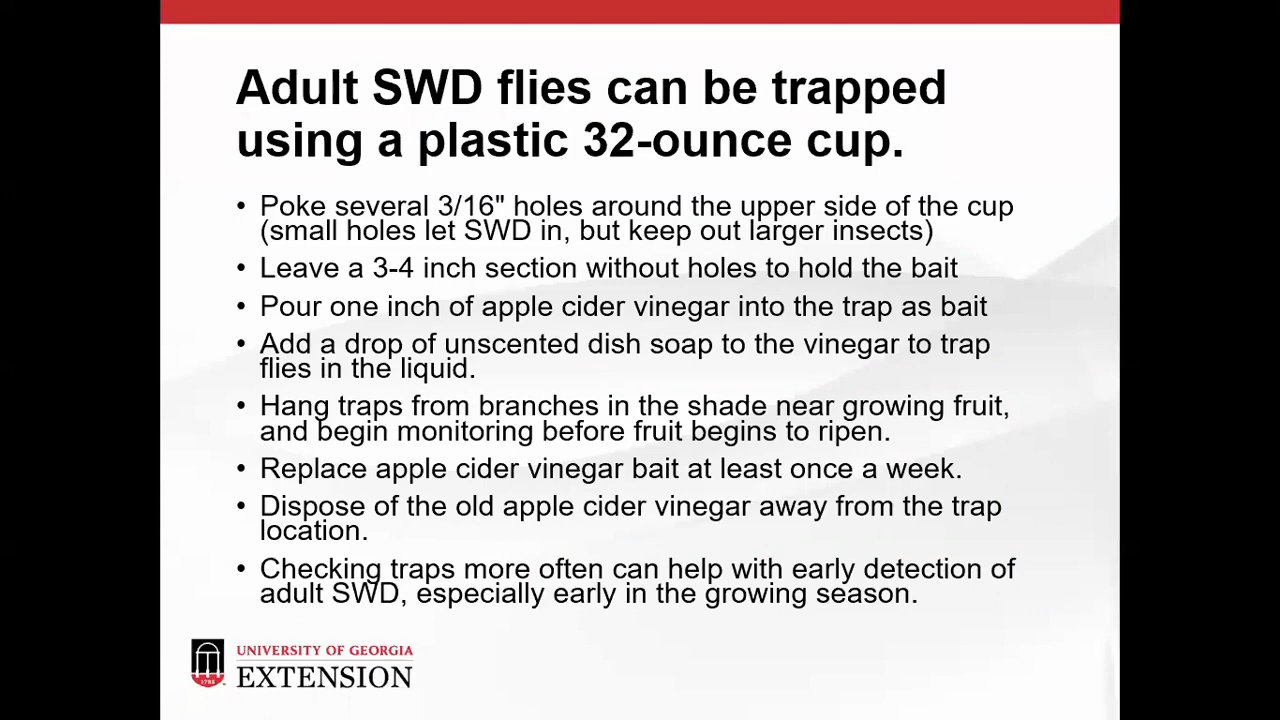 Adult SWD flies can be trapped
using a plastic 32-ounce cup.
• Poke several 3/16" holes around the upper side of the cup
(small holes let SWD in, but keep out larger insects)
• Leave a 3-4 inch section without holes to hold the bait
• Pour one inch of apple cider vinegar into the trap as bait
• Add a drop of unscented dish soap to the vinegar to trap
flies in the liquid.
• Hang traps from branches in the shade near growing fruit,
and begin monitoring before fruit begins to ripen.
• Replace apple cider vinegar bait at least once a week.
• Dispose of the old apple cider vinegar away from the trap
location.
• Checking traps more often can help with early detection of
adult SWD, especially early in the growing season.
1785
UNIVERSITY OF GEORGIA
EXTENSION